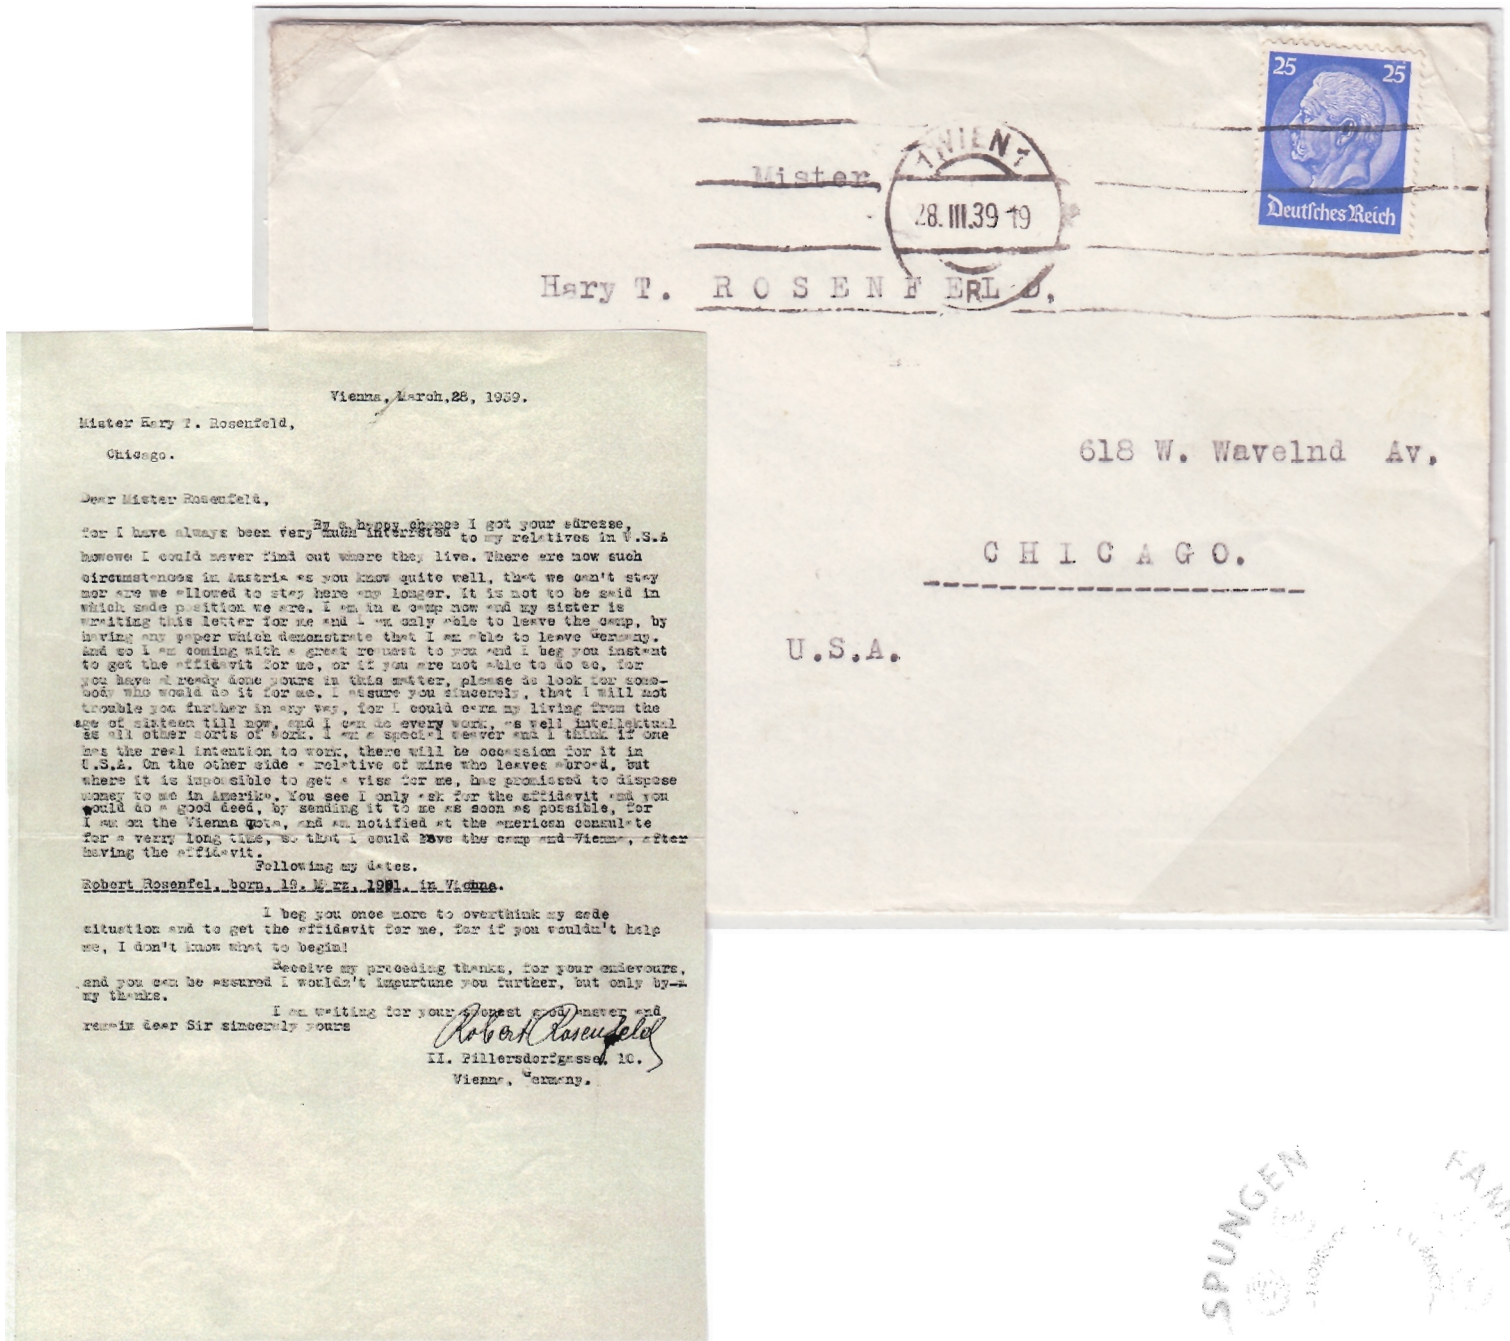 25 25
Deutsches Reich
1 WIEN 1
28.III.39 19
R
Mister
Hary T. ROSENFELD,
618 W. Wavelnd Av,
CHICAGO.
U.S.A.
Vienna, March,28, 1939.
Mister Hary T. Rosenfeld,
Chicago.
Dear Mister Rosenfeld,
By a happy chance I got your adresse,
for I have always been very much interrested to my relatives in U.S.A
howewe I could never find out where they live. There are now such
circumstances in Austria as you know quite well, that we can't stay
nor are we allowed to stay here any longer. It is not to be said in
which sade position we are. I am in a camp now and my sister is
wraiting this letter for me and I am only able to leave the camp, by
having any paper which demonstrate that I am able to leave Germany.
And so I am coming with a great request to you and I beg you instant
to get the affidavit for me, or if you are not able to do so, for
you have already done yours in this matter, please do look for some-
body who would do it for me. I assure you sincerely, that I will not
trouble you further in any way, for I could earn my living from the
age of sixteen till now, and I can do every work, as well intellektual
as all other sorts of work. I am a special weaver and I think if one
has the real intention to work, there will be occassion for it in
U.S.A. On the other side a relative of mine who leaves abroad, but
where it is impossible to get a visa for me, has promissed to dispose
money to me in Amerika. You see I only ask for the affidavit and you
would do a good deed, by sending it to me as soon as possible, for
I am on the Vienna qota, and am notified at the american consulate
for a verry long time, so that I could leave the camp and Vienna, after
having the affidavit.
Following my dates.
Robert Rosenfel, born, 19. März, 1901. in Vienna.
I beg you once more to overthink my sade
situation and to get the affidavit for me, for if you wouldn't help
me, I don't know what to begin!
Receive my preceding thanks, for your endevours,
and you can be assured I wouldn't impurtune you further, but only by
my thanks.
I am waiting for your soonest good answer and
remain dear Sir sincerely yours
Robert Rosenfeld
II. Pillersdorfgasse, 10.
Vienna, Germany.
SPUNGEN